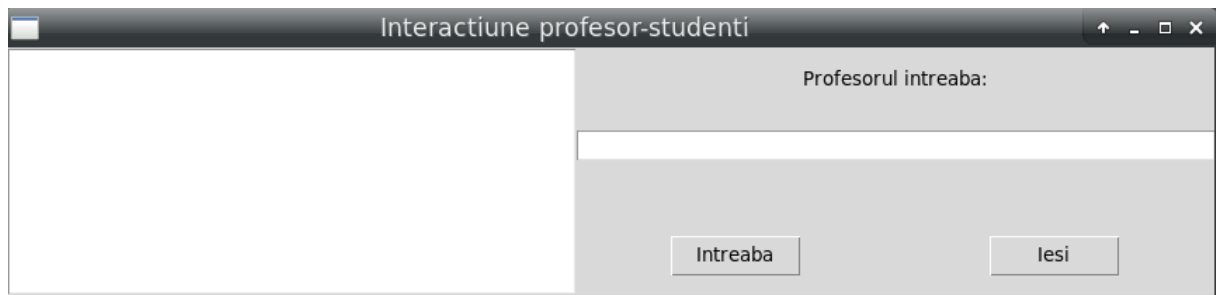 Interactiune profesor-studenti
Profesorul intreaba:
Intreaba
Iesi